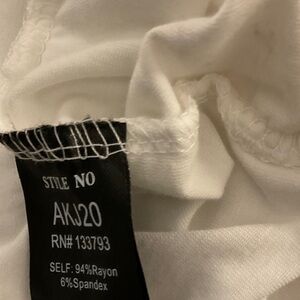 STYLE NO
AKJ20
RN# 133793
SELF: 94%Rayon
6%Spandex